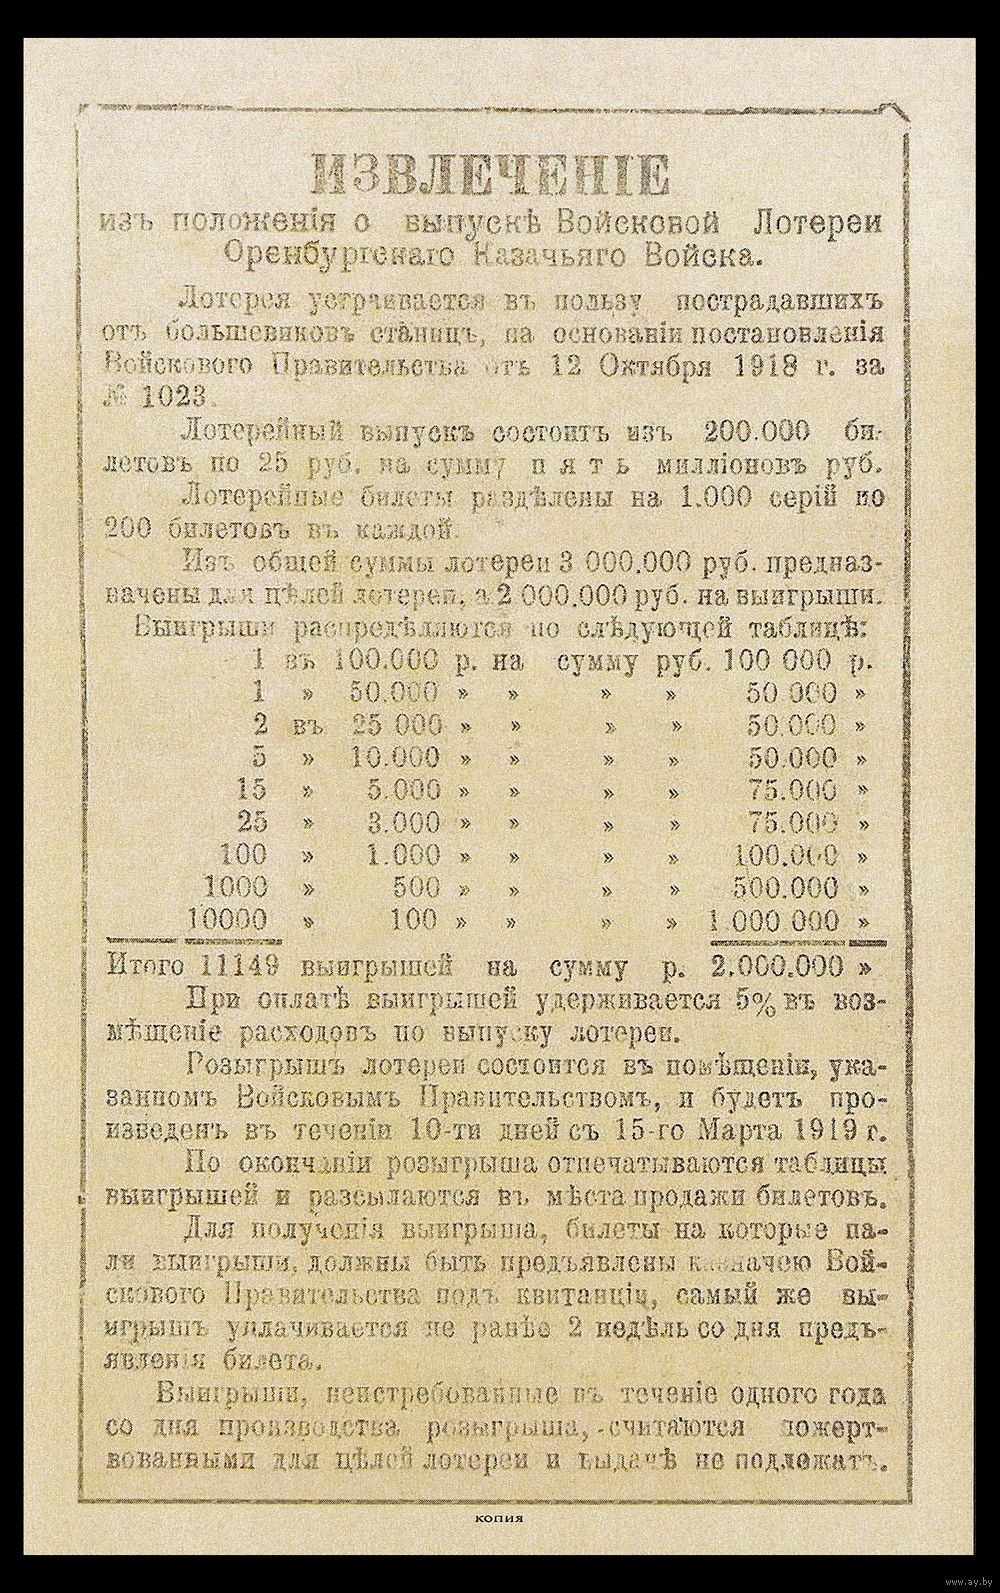 ИЗВЛЕЧЕНІЕ
изъ положенія о выпускѣ Войсковой Лотереи
Оренбургскаго Казачьяго Войска.
Лотерея устраивается въ пользу пострадавшихъ
отъ большевиковъ станицъ, на основаніи постановленія
Войскового Правительства отъ 12 Октября 1918 г. за
№ 1023.
Лотерейный выпускъ состоитъ изъ 200.000 би-
летовъ по 25 руб. на сумму пять милліоновъ руб.
Лотерейные билеты раздѣлены на 1.000 серій по
200 билетовъ въ каждой.
Изъ общей суммы лотереи 3 000.000 руб. предназ-
начены для цѣлей лотереи, а 2 000.000 руб. на выигрыши.
Выигрыши распредѣляются по слѣдующей таблицѣ:
1 въ 100.000 р. на сумму руб. 100 000 р.
1 » 50.000 » » » » 50 000 »
2 въ 25 000 » » » » 50.000 »
5 » 10.000 » » » » 50.000 »
15 » 5.000 » » » » 75.000 »
25 » 3.000 » » » » 75.000 »
100 » 1.000 » » » » 100.000 »
1000 » 500 » » » » 500.000 »
10000 » 100 » » » » 1 000 000 »
Итого 11149 выигрышей на сумму р. 2.000.000 »
При оплатѣ выигрышей удерживается 5% въ воз-
мѣщеніе расходовъ по выпуску лотереи.
Розыгрышъ лотереи состоится въ помѣщеніи, ука-
занномъ Войсковымъ Правительствомъ, и будетъ про-
изведенъ въ теченіи 10-ти дней съ 15-го Марта 1919 г.
По окончаніи розыгрыша отпечатываются таблицы
выигрышей и разсылаются въ мѣста продажи билетовъ.
Для полученія выигрыша, билеты на которые па-
ли выигрыши, должны быть предъявлены казначею Вой-
скового Правительства подъ квитанціи, самый же вы-
игрышъ уплачивается не ранѣе 2 недѣль со дня предъ-
явленія билета.
Выигрыши, неистребованные въ теченіе одного года
со дня производства розыгрыша, считаются пожерт-
вованными для цѣлей лотереи и выдачѣ не подлежатъ.
копия
www.ay.by